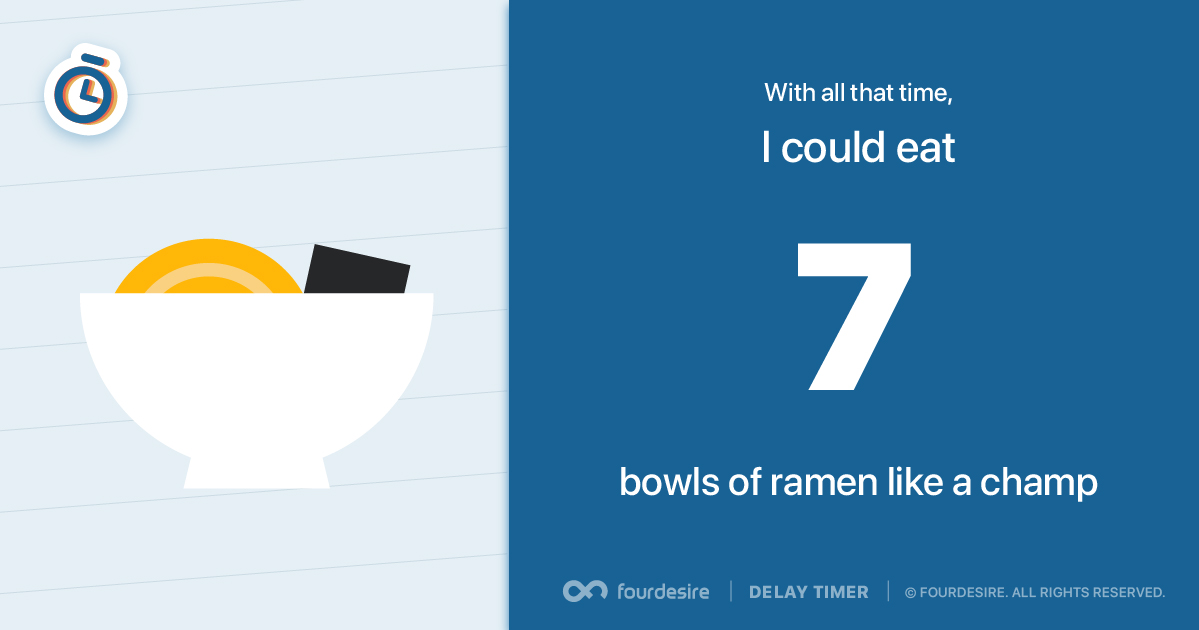 With all that time,
I could eat
7
bowls of ramen like a champ
fourdesire | DELAY TIMER | © FOURDESIRE. ALL RIGHTS RESERVED.